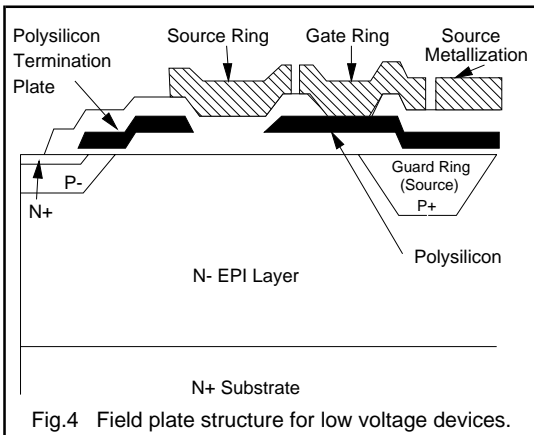 Polysilicon
Termination
Plate
Source Ring
Gate Ring
Source
Metallization
P-
N+
Guard Ring
(Source)
P+
Polysilicon
N- EPI Layer
N+ Substrate
Fig.4 Field plate structure for low voltage devices.